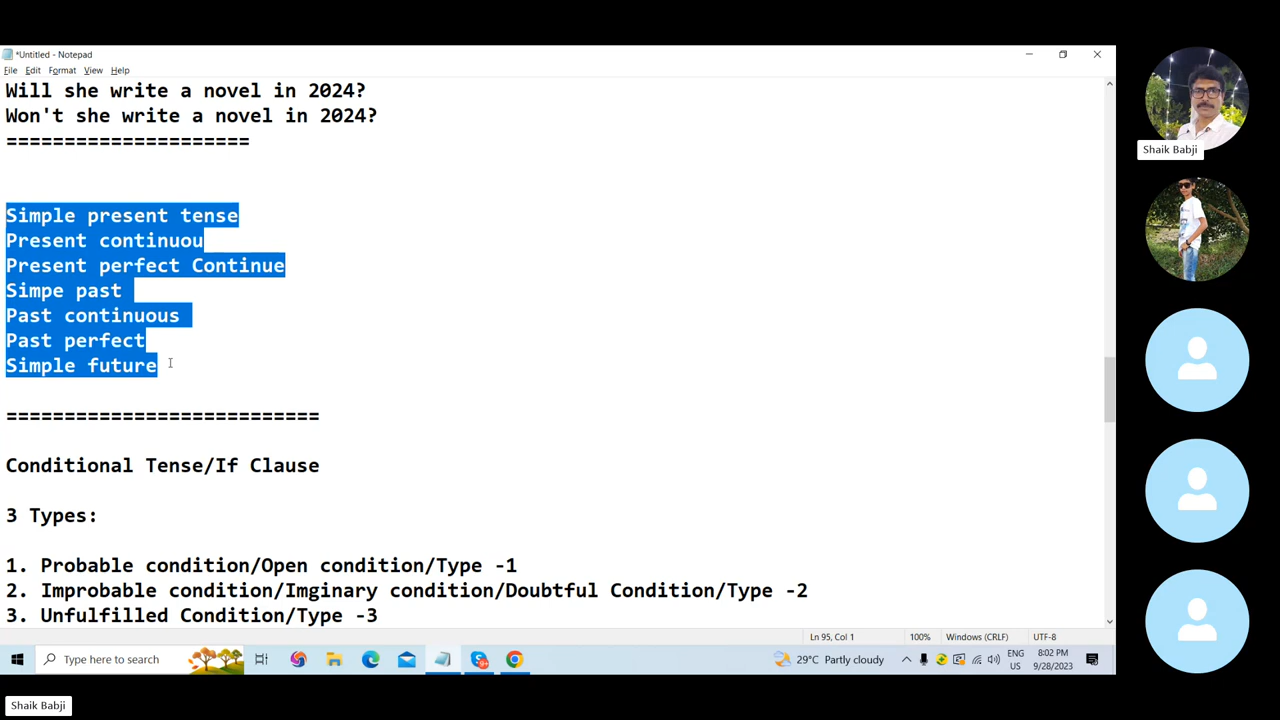 *Untitled - Notepad
File Edit Format View Help
Will she write a novel in 2024?
Won't she write a novel in 2024?
=====================
Simple present tense
Present continuou
Present perfect Continue
Simpe past
Past continuous
Past perfect
Simple future
===========================
Conditional Tense/If Clause
3 Types:
1. Probable condition/Open condition/Type -1
2. Improbable condition/Imginary condition/Doubtful Condition/Type -2
3. Unfulfilled Condition/Type -3
Ln 95, Col 1 100% Windows (CRLF) UTF-8
Type here to search
29°C Partly cloudy
ENG
US
8:02 PM
9/28/2023
Shaik Babji
Shaik Babji